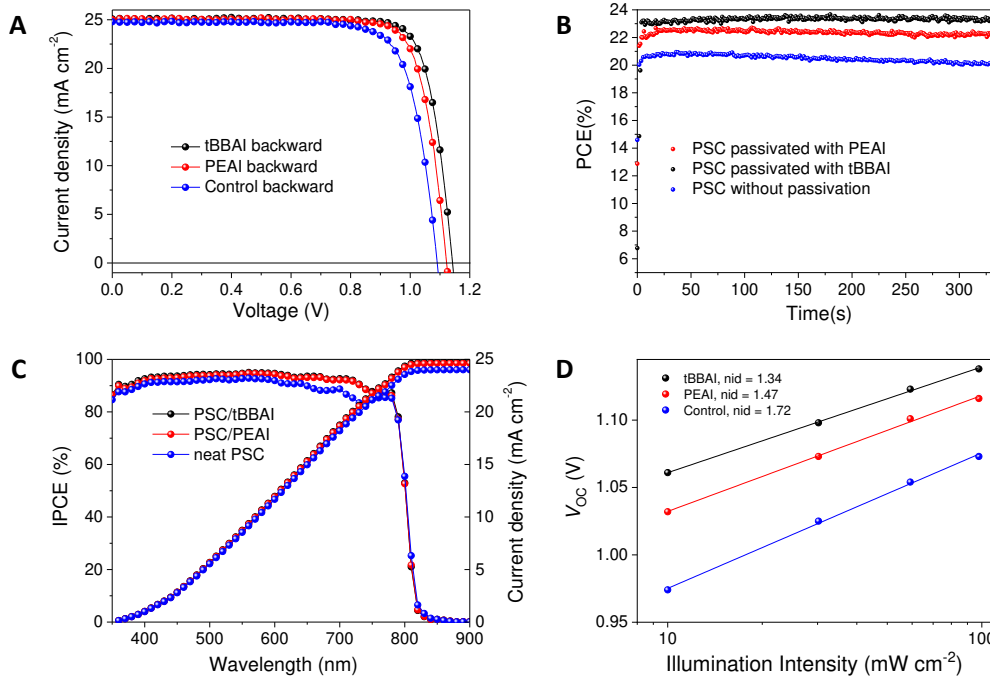 A
Current density (mA cm⁻²)
25
20
15
10
5
0
tBBAI backward
PEAI backward
Control backward
0.0 0.2 0.4 0.6 0.8 1.0 1.2
Voltage (V)
B
PCE(%)
24
22
20
18
16
14
12
10
8
6
PSC passivated with PEAI
PSC passivated with tBBAI
PSC without passivation
0 50 100 150 200 250 300
Time(s)
C
IPCE (%)
100
80
60
40
20
0
PSC/tBBAI
PSC/PEAI
neat PSC
25
20
15
10
5
0
Current density (mA cm⁻²)
400 500 600 700 800 900
Wavelength (nm)
D
V_OC (V)
1.10
1.05
1.00
0.95
tBBAI, nid = 1.34
PEAI, nid = 1.47
Control, nid = 1.72
10 100
Illumination Intensity (mW cm⁻²)